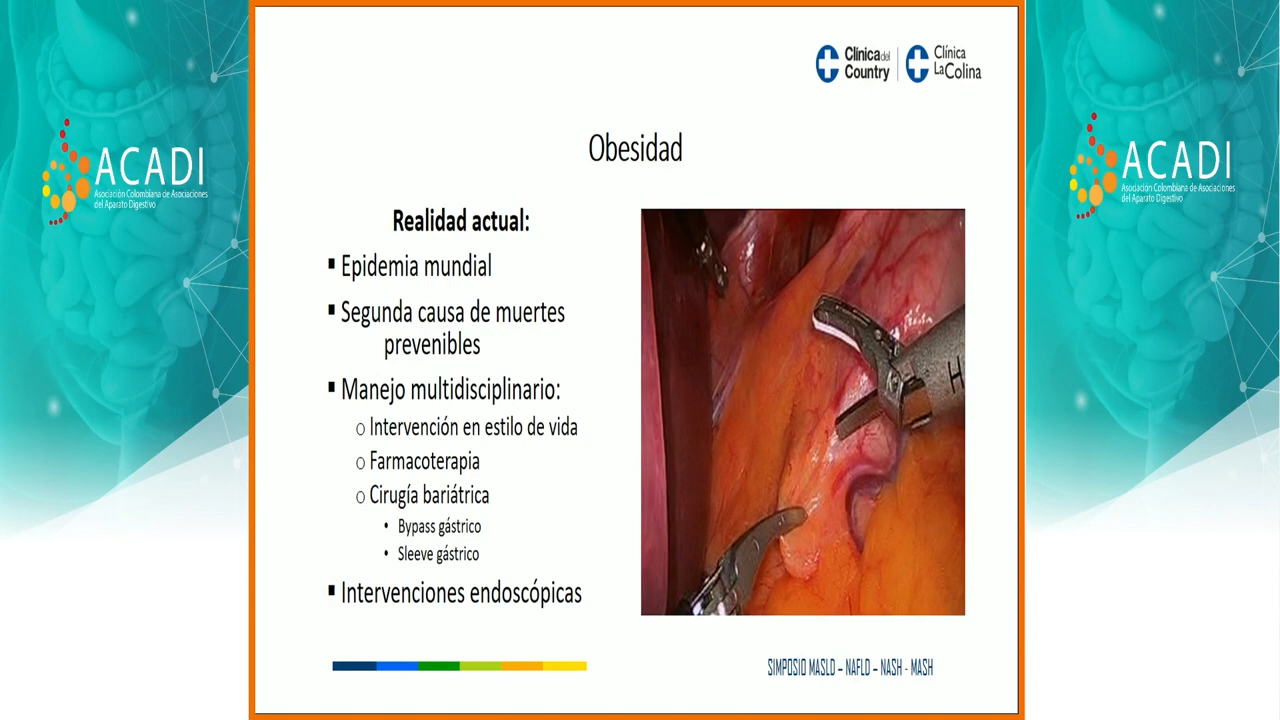 Clínica del
Country
Clínica
LaColina
Obesidad
ACADI
Asociación Colombiana de Asociaciones
del Aparato Digestivo
Realidad actual:
Epidemia mundial
Segunda causa de muertes
prevenibles
Manejo multidisciplinario:
Intervención en estilo de vida
Farmacoterapia
Cirugía bariátrica
Bypass gástrico
Sleeve gástrico
Intervenciones endoscópicas
H
SIMPOSIO MASLD – NAFLD – NASH - MASH
ACADI
Asociación Colombiana de Asociaciones
del Aparato Digestivo